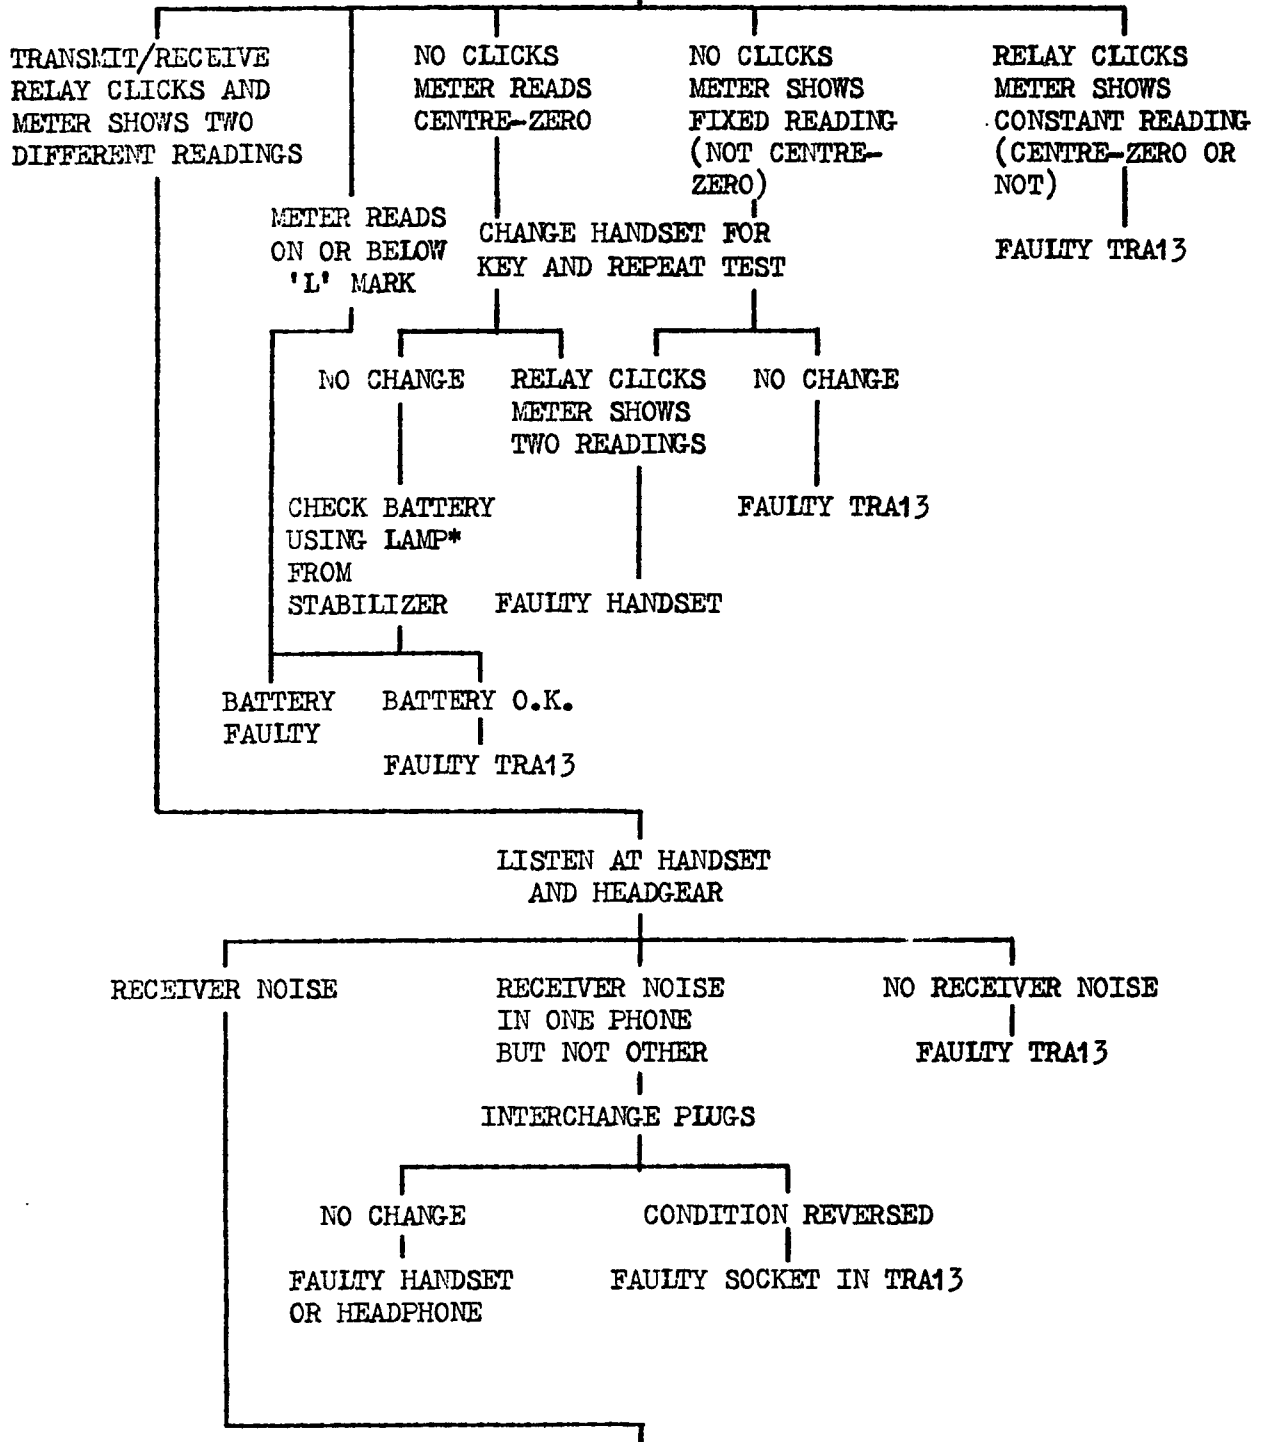 TRANSMIT/RECEIVE
RELAY CLICKS AND
METER SHOWS TWO
DIFFERENT READINGS
METER READS
ON OR BELOW
'L' MARK
NO CLICKS
METER READS
CENTRE-ZERO
NO CLICKS
METER SHOWS
FIXED READING
(NOT CENTRE-
ZERO)
RELAY CLICKS
METER SHOWS
CONSTANT READING
(CENTRE-ZERO OR
NOT)
FAULTY TRA13
CHANGE HANDSET FOR
KEY AND REPEAT TEST
NO CHANGE
RELAY CLICKS
METER SHOWS
TWO READINGS
NO CHANGE
CHECK BATTERY
USING LAMP*
FROM
STABILIZER
FAULTY HANDSET
FAULTY TRA13
BATTERY
FAULTY
BATTERY O.K.
FAULTY TRA13
LISTEN AT HANDSET
AND HEADGEAR
RECEIVER NOISE
RECEIVER NOISE
IN ONE PHONE
BUT NOT OTHER
NO RECEIVER NOISE
FAULTY TRA13
INTERCHANGE PLUGS
NO CHANGE
CONDITION REVERSED
FAULTY HANDSET
OR HEADPHONE
FAULTY SOCKET IN TRA13